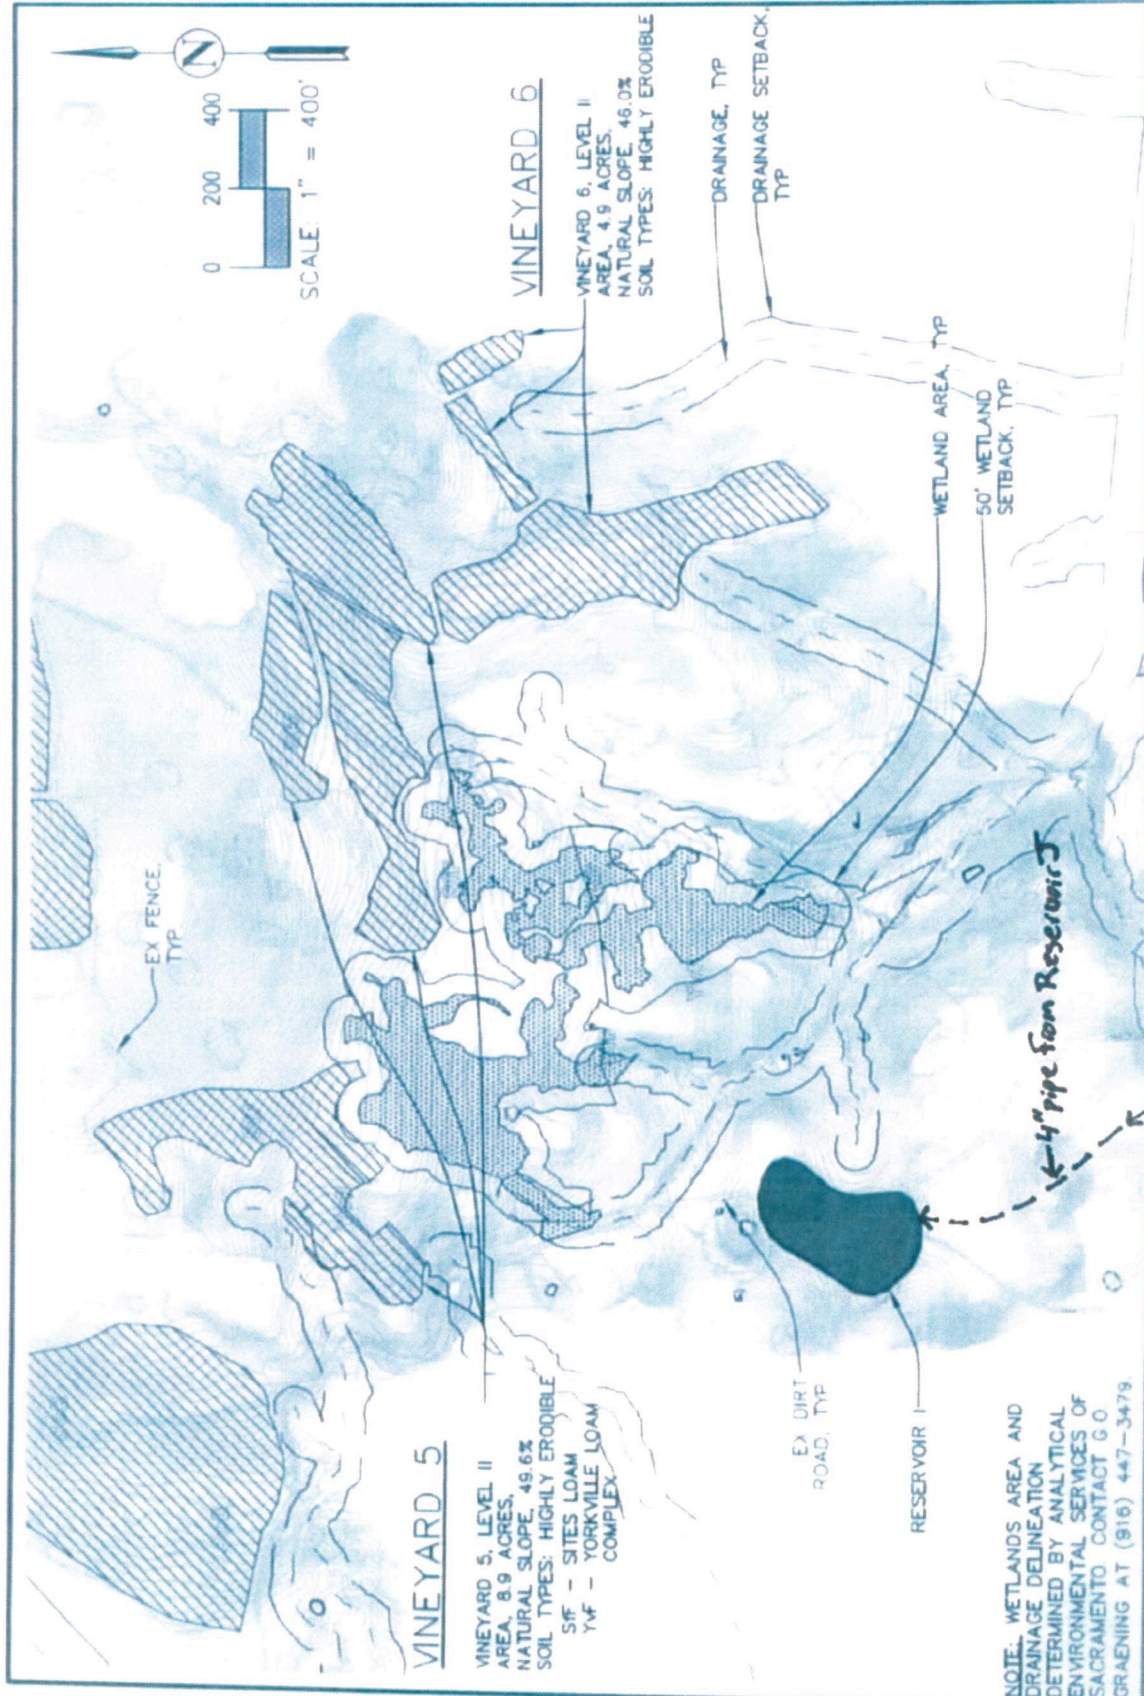 N
0 200 400
SCALE: 1" = 400'
VINEYARD 6
VINEYARD 6, LEVEL II
AREA, 4.9 ACRES,
NATURAL SLOPE, 46.0%
SOIL TYPES: HIGHLY ERODIBLE
DRAINAGE, TYP
DRAINAGE SETBACK,
TYP
EX FENCE,
TYP
WETLAND AREA, TYP
50' WETLAND
SETBACK, TYP
VINEYARD 5
VINEYARD 5, LEVEL II
AREA, 8.9 ACRES,
NATURAL SLOPE, 49.6%
SOIL TYPES: HIGHLY ERODIBLE
StF - SITES LOAM
YvF - YORKVILLE LOAM
COMPLEX
EX DIRT
ROAD, TYP
RESERVOIR I
4" pipe from Reservoir J
NOTE: WETLANDS AREA AND
DRAINAGE DELINEATION
DETERMINED BY ANALYTICAL
ENVIRONMENTAL SERVICES OF
SACRAMENTO. CONTACT G.O.
GRAENING AT (916) 447-3479.